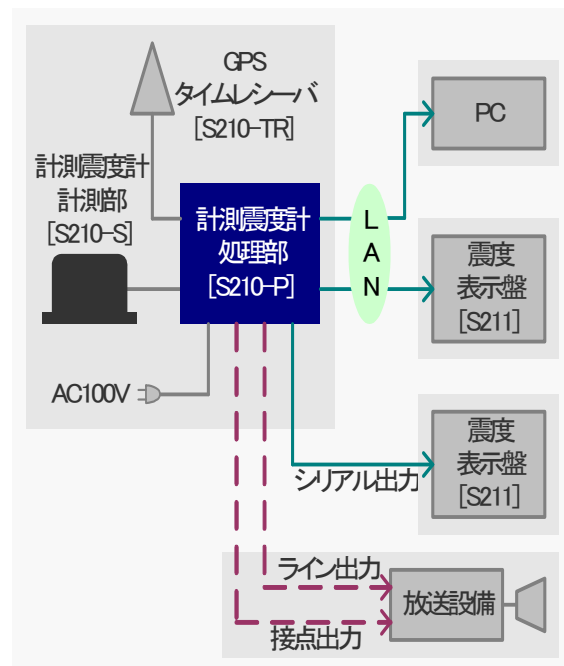 GPS
タイムレシーバ
[S210-TR]
計測震度計
計測部
[S210-S]
計測震度計
処理部
[S210-P]
AC100V
L
A
N
PC
震度
表示盤
[S211]
震度
表示盤
[S211]
シリアル出力
ライン出力
接点出力
放送設備